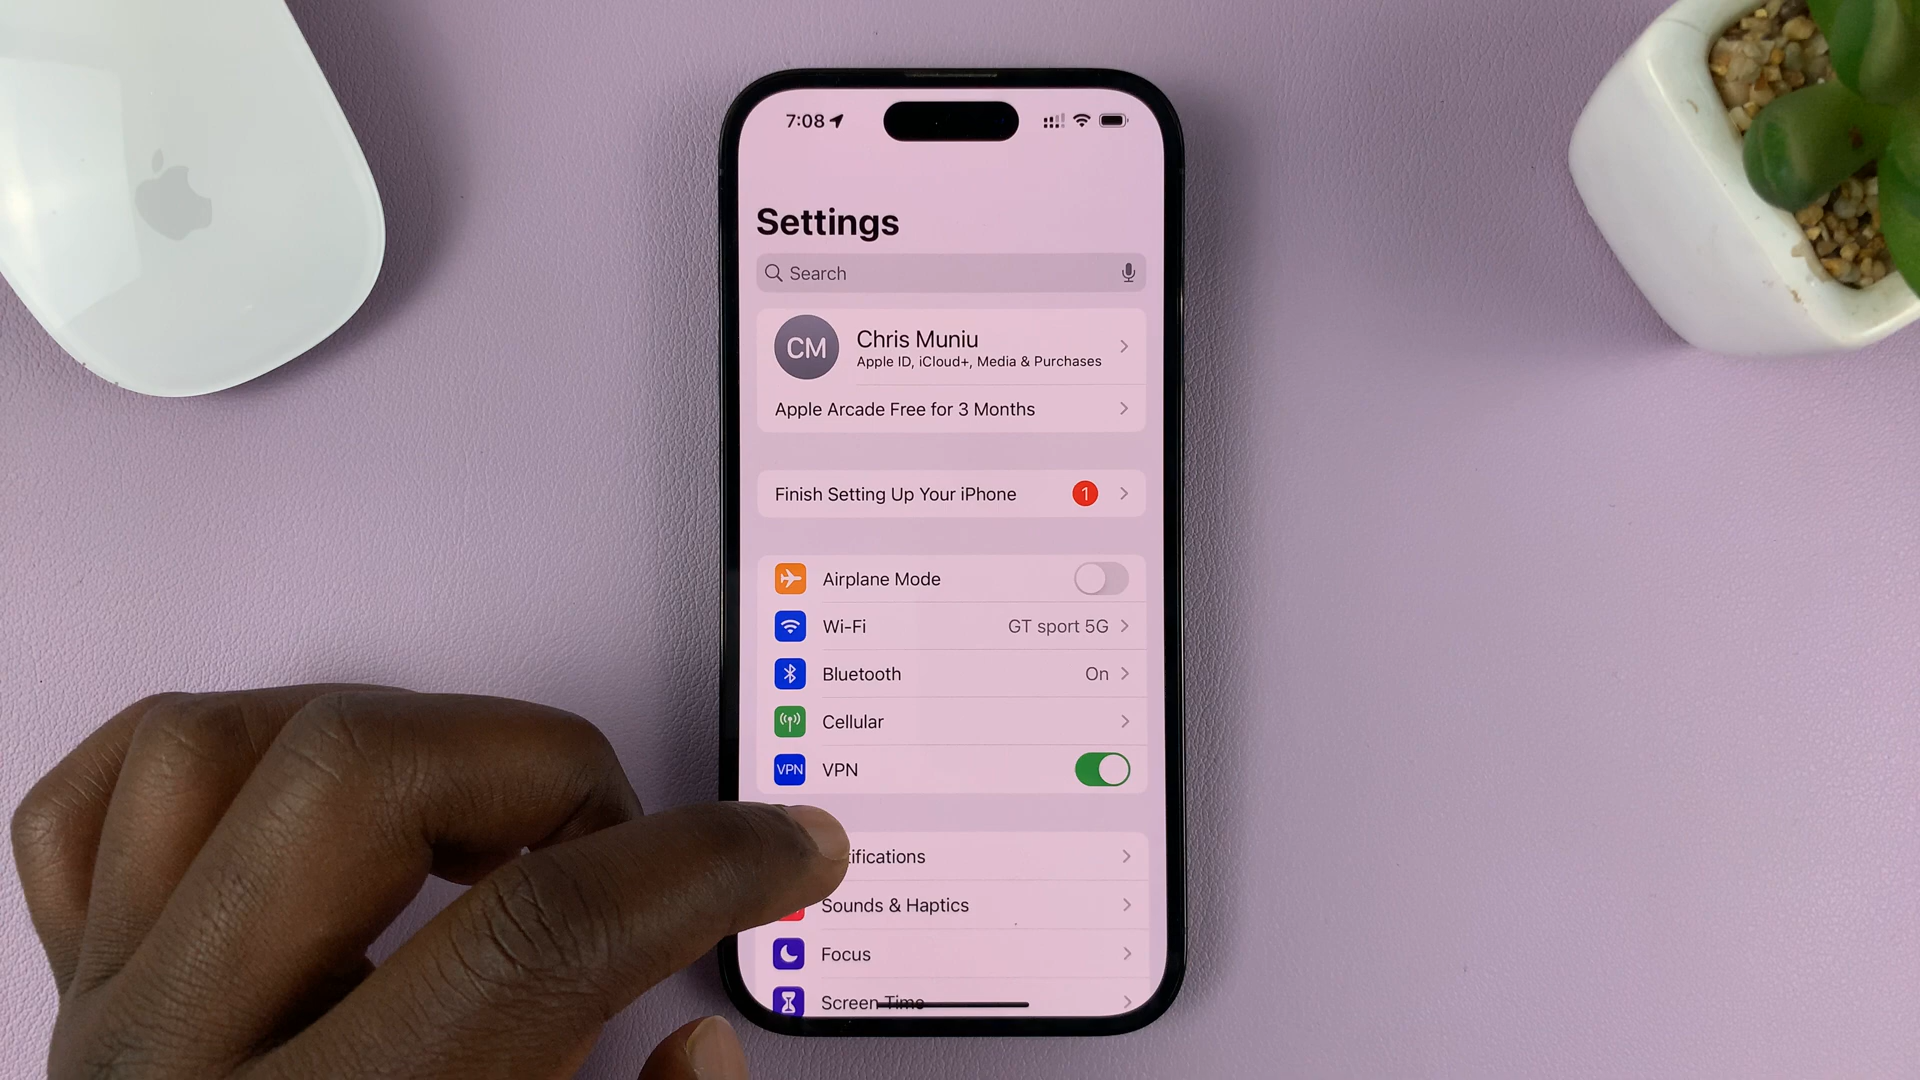 7:08
Settings
Search
CM
Chris Muniu
Apple ID, iCloud+, Media & Purchases
Apple Arcade Free for 3 Months
Finish Setting Up Your iPhone 1
Airplane Mode
Wi-Fi GT sport 5G
Bluetooth On
Cellular
VPN VPN
tifications
Sounds & Haptics
Focus
Screen Time